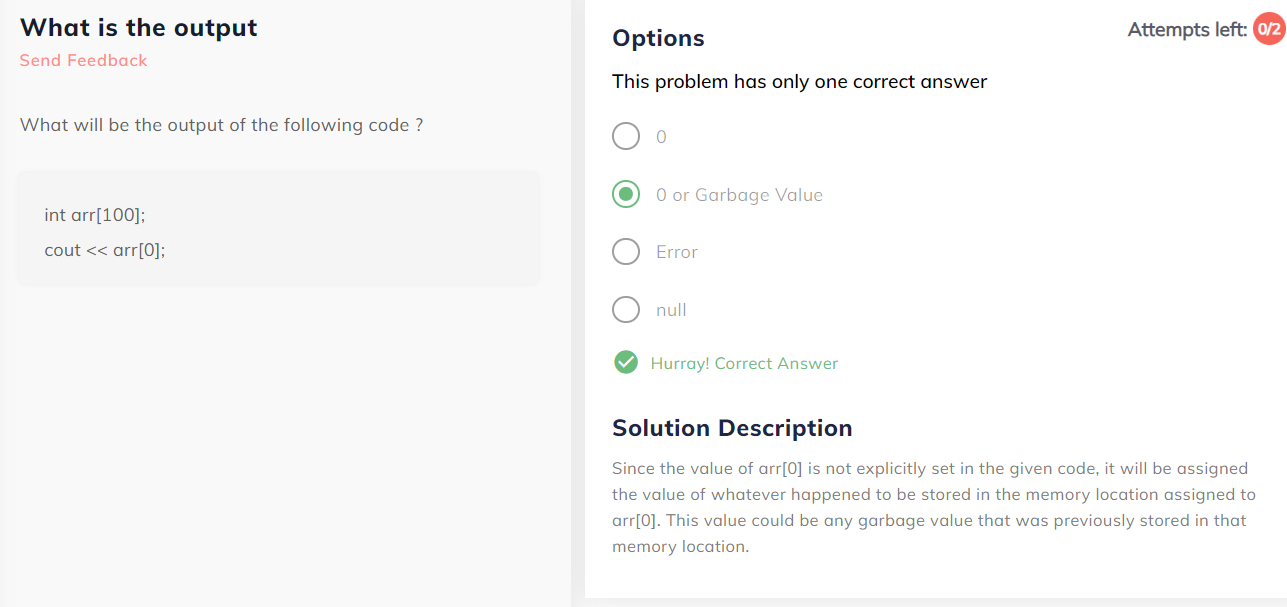 What is the output
Send Feedback
What will be the output of the following code ?
int arr[100];
cout << arr[0];
Options
Attempts left: 0/2
This problem has only one correct answer
0
0 or Garbage Value
Error
null
Hurray! Correct Answer
Solution Description
Since the value of arr[0] is not explicitly set in the given code, it will be assigned
the value of whatever happened to be stored in the memory location assigned to
arr[0]. This value could be any garbage value that was previously stored in that
memory location.